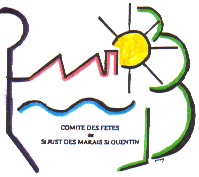 COMITE DES FETES
de
St JUST DES MARAIS St QUENTIN